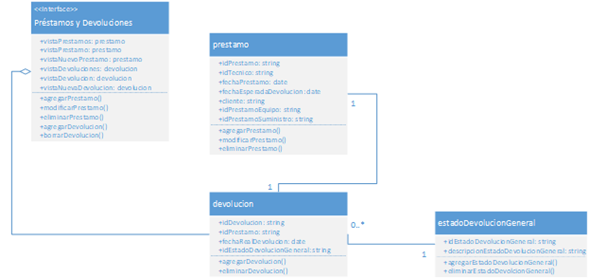 <<Interface>>
Préstamos y Devoluciones
+vistaPrestamos: prestamo
+vistaPrestamo: prestamo
+vistaNuevoPrestamo: prestamo
+vistaDevoluciones: devolucion
+vistaDevolucion: devolucion
+vistaNuevaDevolucion: devolucion
+agregarPrestamo()
+modificarPrestamo()
+eliminarPrestamo()
+agregarDevolucion()
+borrarDevolucion()
prestamo
+idPrestamo: string
+idTecnico: string
+fechaPrestamo: date
+fechaEsperadaDevolucion: date
+cliente: string
+idPrestamoEquipo: string
+idPrestamoSuministro: string
+agregarPrestamo()
+modificarPrestamo()
+eliminarPrestamo()
1
1
devolucion
+idDevolucion: string
+idPrestamo: string
+fechaRealDevolucion: date
+idEstadoDevolucionGeneral: string
+agregarDevolucion()
+eliminarDevolucion()
0..*
1
estadoDevolucionGeneral
+idEstadoDevolucionGeneral: string
+descripcionEstadoDevolucionGeneral: string
+agregarEstadoDevolucionGeneral()
+eliminarEstadoDevolcionGeneral()